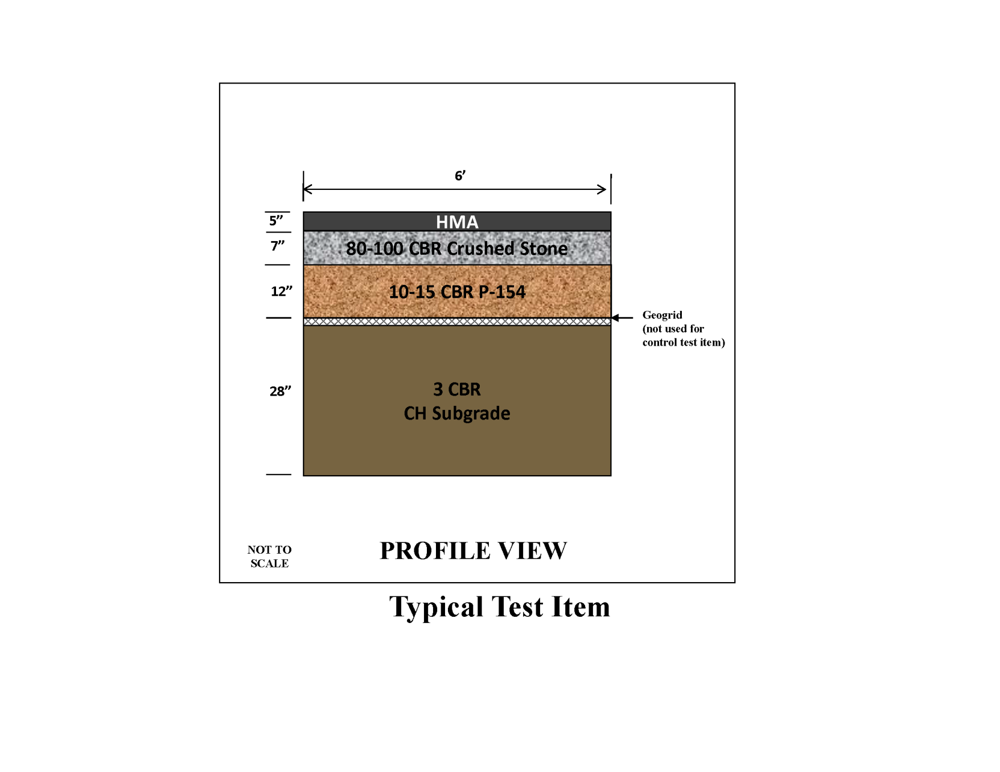 6’
5”
HMA
7”
80-100 CBR Crushed Stone
12”
10-15 CBR P-154
Geogrid
(not used for
control test item)
28”
3 CBR
CH Subgrade
NOT TO
SCALE
PROFILE VIEW
Typical Test Item